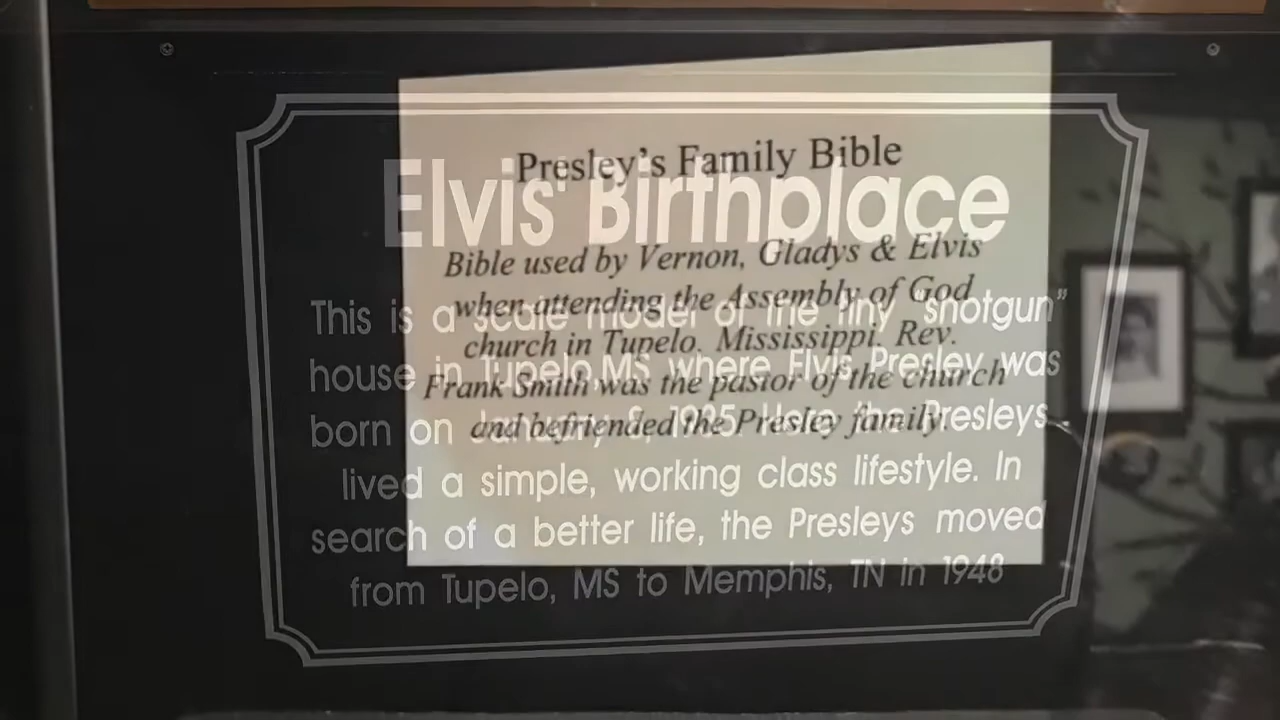 Presley's Family Bible
Bible used by Vernon, Gladys & Elvis
when attending the Assembly of God
church in Tupelo, Mississippi. Rev.
Frank Smith was the pastor of the church
and befriended the Presley family.
Elvis' Birthplace
This is a scale model of the tiny "shotgun"
house in Tupelo,MS where Elvis Presley was
born on January 8, 1935. Here the Presleys
lived a simple, working class lifestyle. In
search of a better life, the Presleys moved
from Tupelo, MS to Memphis, TN in 1948